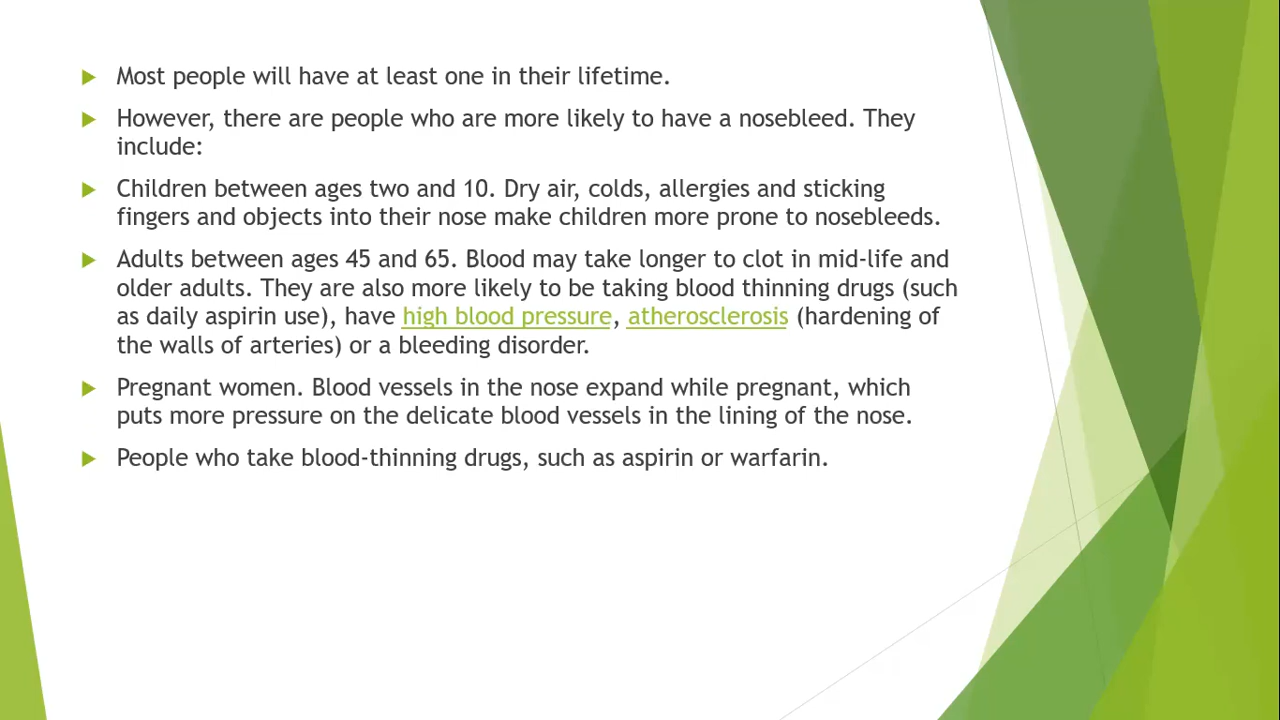 Most people will have at least one in their lifetime.
However, there are people who are more likely to have a nosebleed. They
include:
Children between ages two and 10. Dry air, colds, allergies and sticking
fingers and objects into their nose make children more prone to nosebleeds.
Adults between ages 45 and 65. Blood may take longer to clot in mid-life and
older adults. They are also more likely to be taking blood thinning drugs (such
as daily aspirin use), have high blood pressure, atherosclerosis (hardening of
the walls of arteries) or a bleeding disorder.
Pregnant women. Blood vessels in the nose expand while pregnant, which
puts more pressure on the delicate blood vessels in the lining of the nose.
People who take blood-thinning drugs, such as aspirin or warfarin.